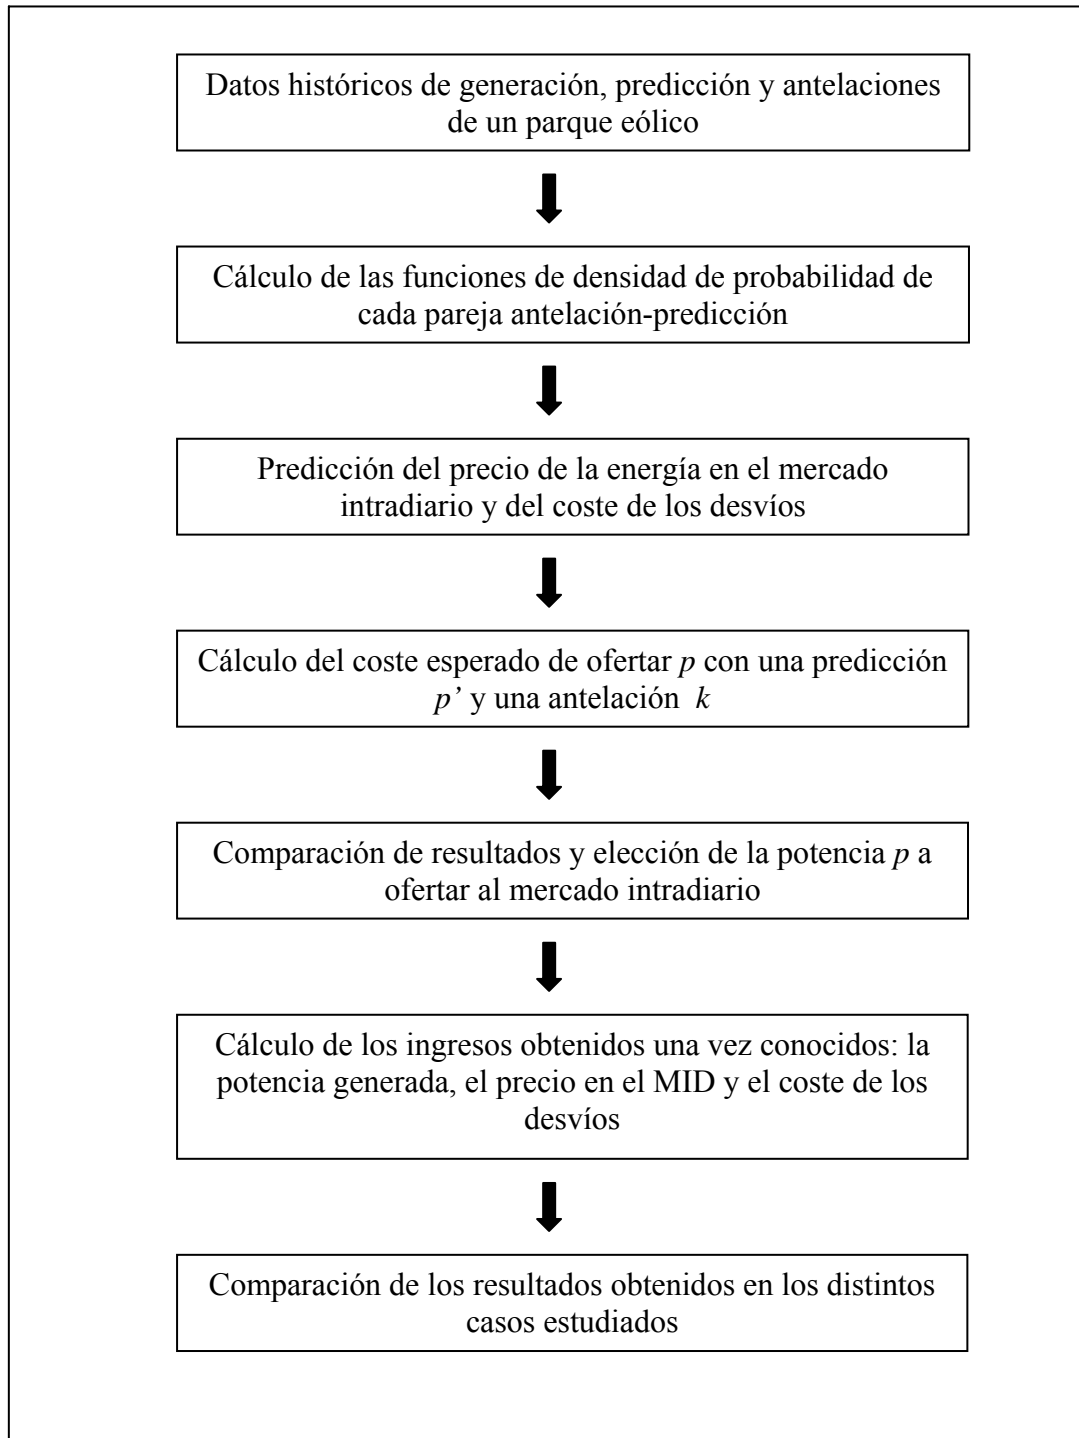 Datos históricos de generación, predicción y antelaciones
de un parque eólico
Cálculo de las funciones de densidad de probabilidad de
cada pareja antelación-predicción
Predicción del precio de la energía en el mercado
intradiario y del coste de los desvíos
Cálculo del coste esperado de ofertar p con una predicción
p’ y una antelación k
Comparación de resultados y elección de la potencia p a
ofertar al mercado intradiario
Cálculo de los ingresos obtenidos una vez conocidos: la
potencia generada, el precio en el MID y el coste de los
desvíos
Comparación de los resultados obtenidos en los distintos
casos estudiados